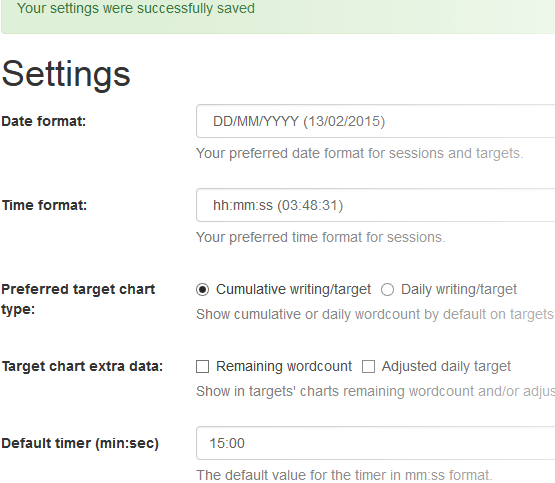 Your settings were successfully saved
Settings
Date format:
DD/MM/YYYY (13/02/2015)
Your preferred date format for sessions and targets.
Time format:
hh:mm:ss (03:48:31)
Your preferred time format for sessions.
Preferred target chart type:
Cumulative writing/target Daily writing/target
Show cumulative or daily wordcount by default on targets
Target chart extra data:
Remaining wordcount Adjusted daily target
Show in targets' charts remaining wordcount and/or adjus
Default timer (min:sec)
15:00
The default value for the timer in mm:ss format.